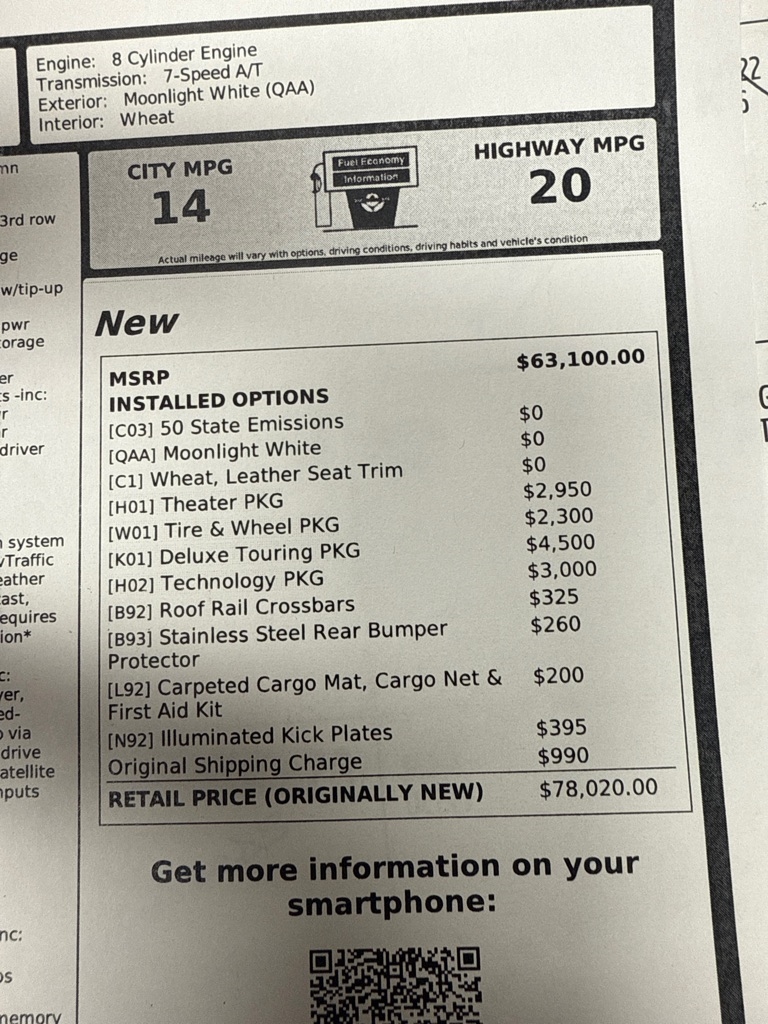 Engine: 8 Cylinder Engine
Transmission: 7-Speed A/T
Exterior: Moonlight White (QAA)
Interior: Wheat
CITY MPG
14
Fuel Economy
Information
HIGHWAY MPG
20
Actual mileage will vary with options, driving conditions, driving habits and vehicle's condition
New
MSRP $63,100.00
INSTALLED OPTIONS
[C03] 50 State Emissions $0
[QAA] Moonlight White $0
[C1] Wheat, Leather Seat Trim $0
[H01] Theater PKG $2,950
[W01] Tire & Wheel PKG $2,300
[K01] Deluxe Touring PKG $4,500
[H02] Technology PKG $3,000
[B92] Roof Rail Crossbars $325
[B93] Stainless Steel Rear Bumper $260
Protector
[L92] Carpeted Cargo Mat, Cargo Net & $200
First Aid Kit
[N92] Illuminated Kick Plates $395
Original Shipping Charge $990
RETAIL PRICE (ORIGINALLY NEW) $78,020.00
Get more information on your
smartphone:
3rd row
w/tip-up
pwr
-inc:
driver
system
ast,
via
drive
nc:
memory
22